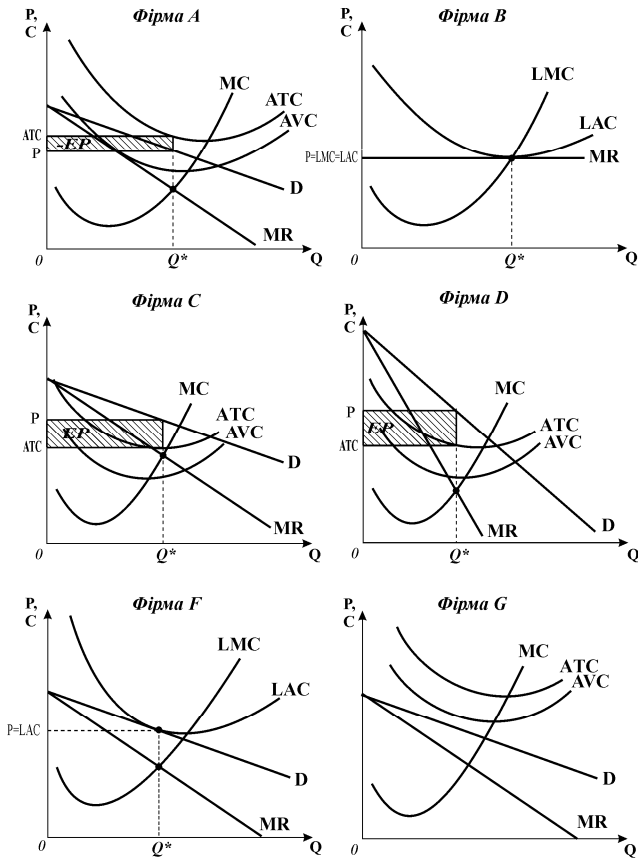 Фірма A
P,
C
MC
ATC
AVC
ATC
-EP
P
D
MR
0
Q*
Q
Фірма B
P,
C
LMC
LAC
P=LMC=LAC
MR
0
Q*
Q
Фірма C
P,
C
MC
ATC
P
AVC
EP
ATC
D
MR
0
Q*
Q
Фірма D
P,
C
MC
P
ATC
EP
AVC
ATC
D
MR
0
Q*
Q
Фірма F
P,
C
LMC
LAC
P=LAC
D
MR
0
Q*
Q
Фірма G
P,
C
MC
ATC
AVC
D
MR
0
Q